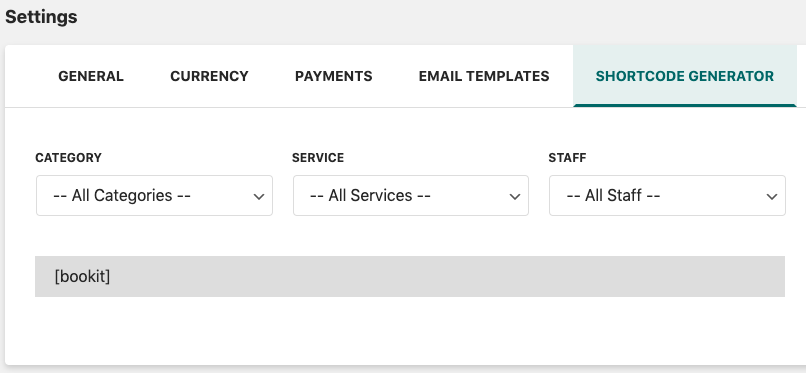 Settings
GENERAL CURRENCY PAYMENTS EMAIL TEMPLATES SHORTCODE GENERATOR
CATEGORY SERVICE STAFF
-- All Categories -- -- All Services -- -- All Staff --
[bookit]